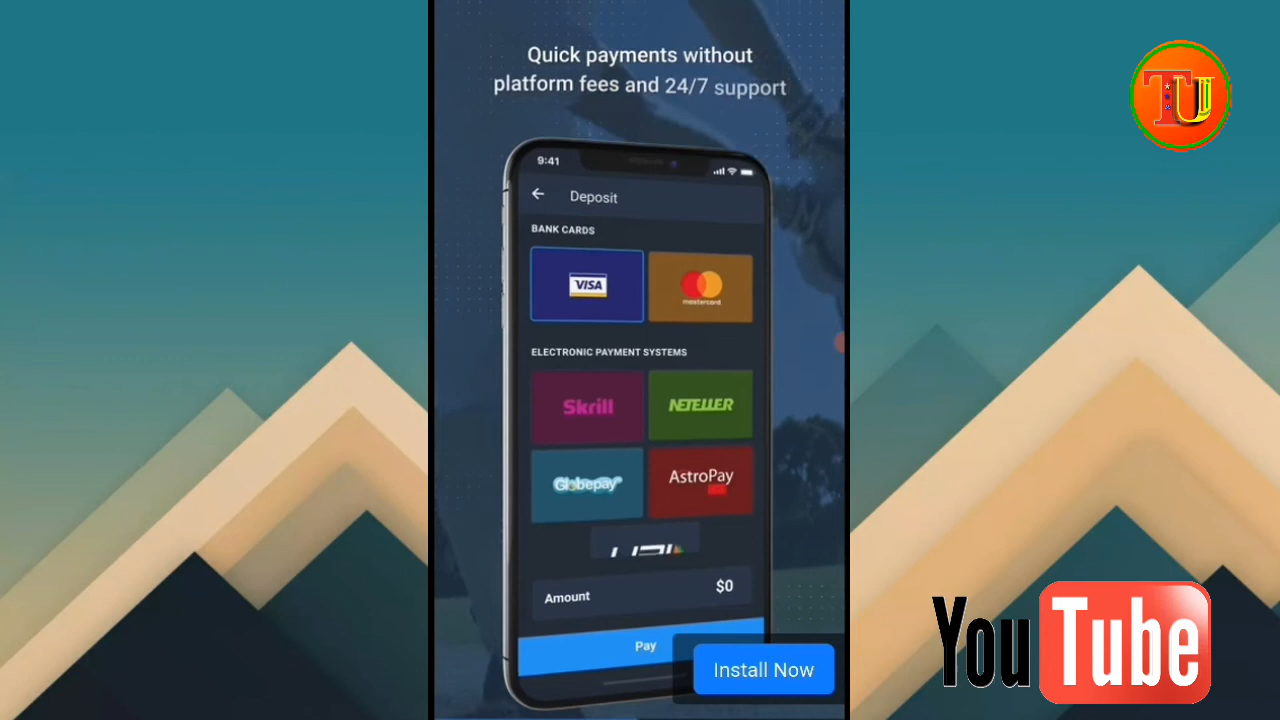 Quick payments without
platform fees and 24/7 support
TU
9:41
Deposit
BANK CARDS
VISA
mastercard
ELECTRONIC PAYMENT SYSTEMS
Skrill
NETELLER
Globepay
AstroPay
Amount
$0
Pay
Install Now
YouTube